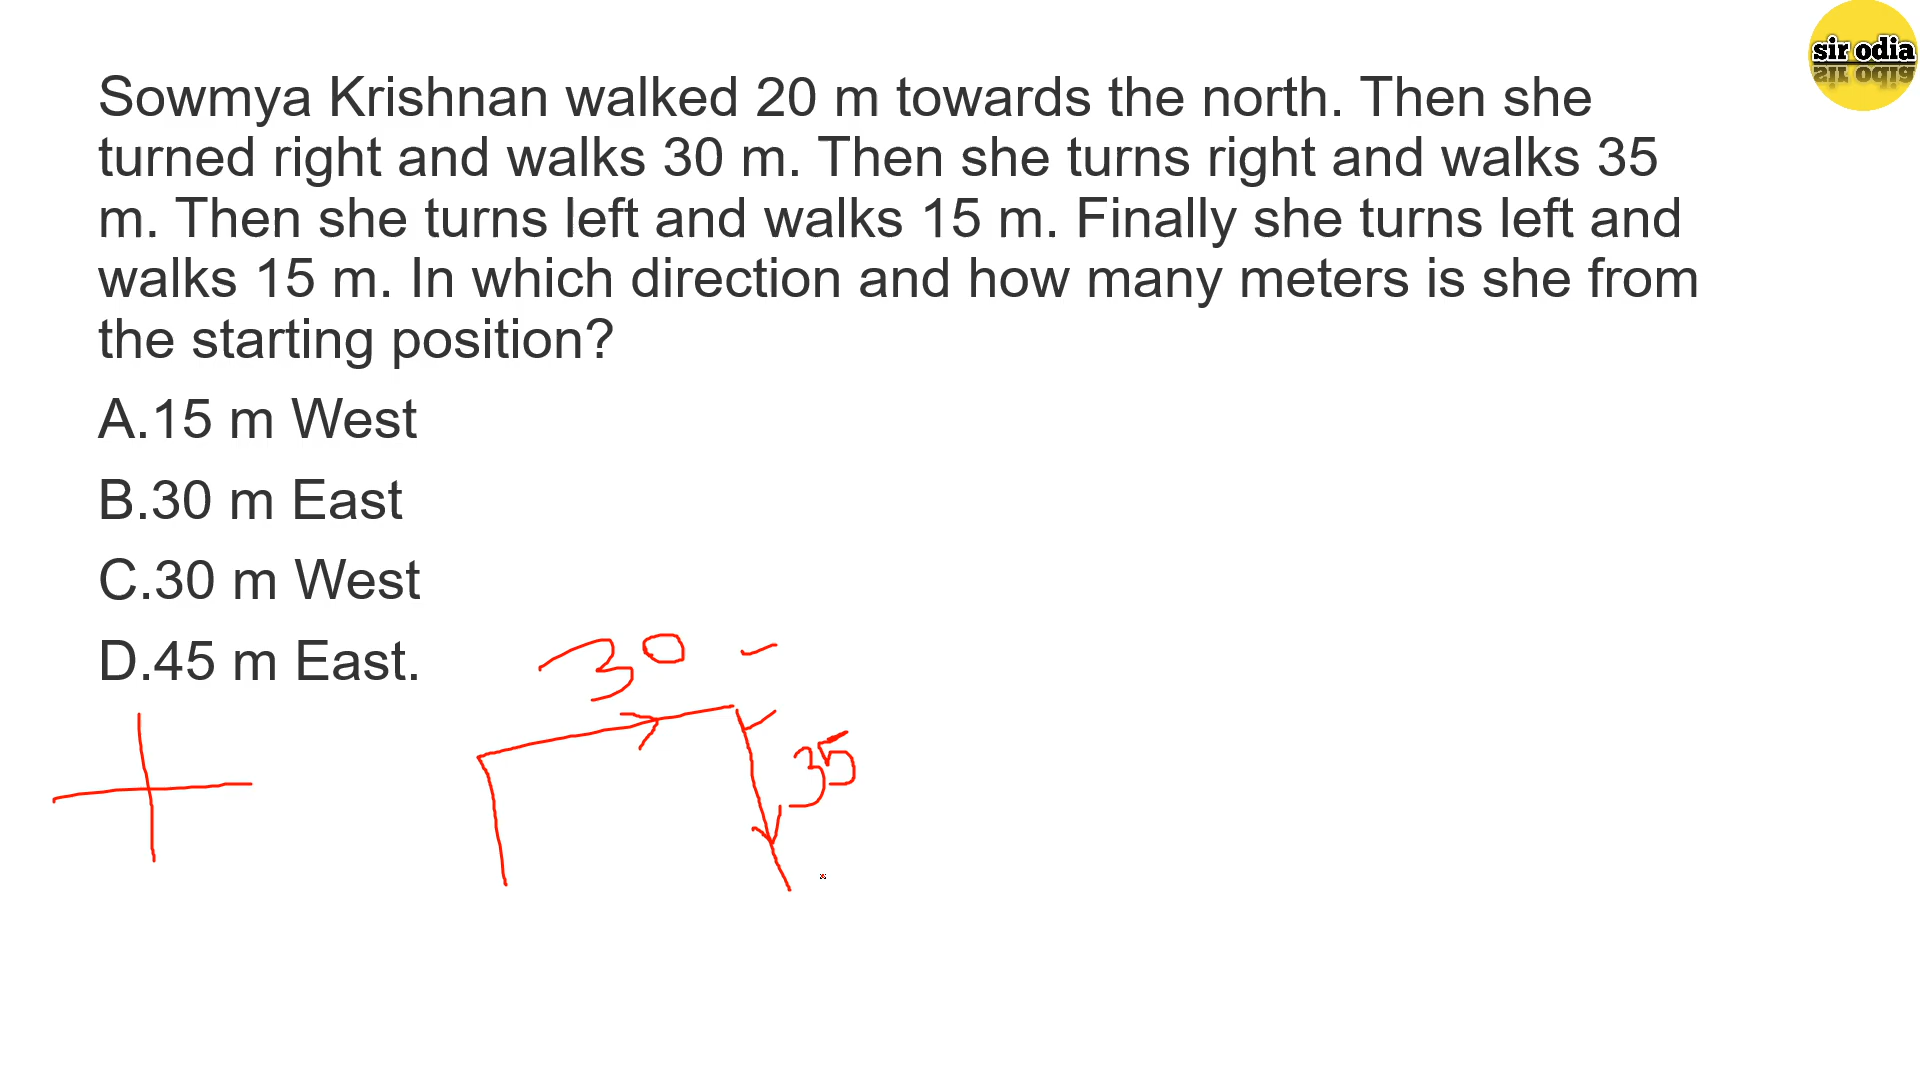 sir odia
Sowmya Krishnan walked 20 m towards the north. Then she
turned right and walks 30 m. Then she turns right and walks 35
m. Then she turns left and walks 15 m. Finally she turns left and
walks 15 m. In which direction and how many meters is she from
the starting position?
A.15 m West
B.30 m East
C.30 m West
D.45 m East.
30
35